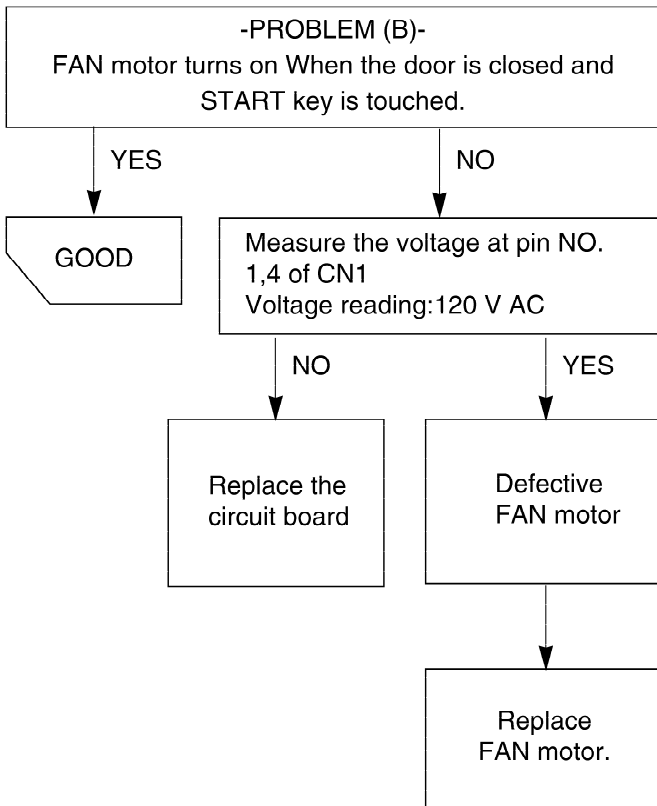 -PROBLEM (B)-
FAN motor turns on When the door is closed and
START key is touched.
YES
NO
GOOD
Measure the voltage at pin NO.
1,4 of CN1
Voltage reading:120 V AC
NO
YES
Replace the
circuit board
Defective
FAN motor
Replace
FAN motor.